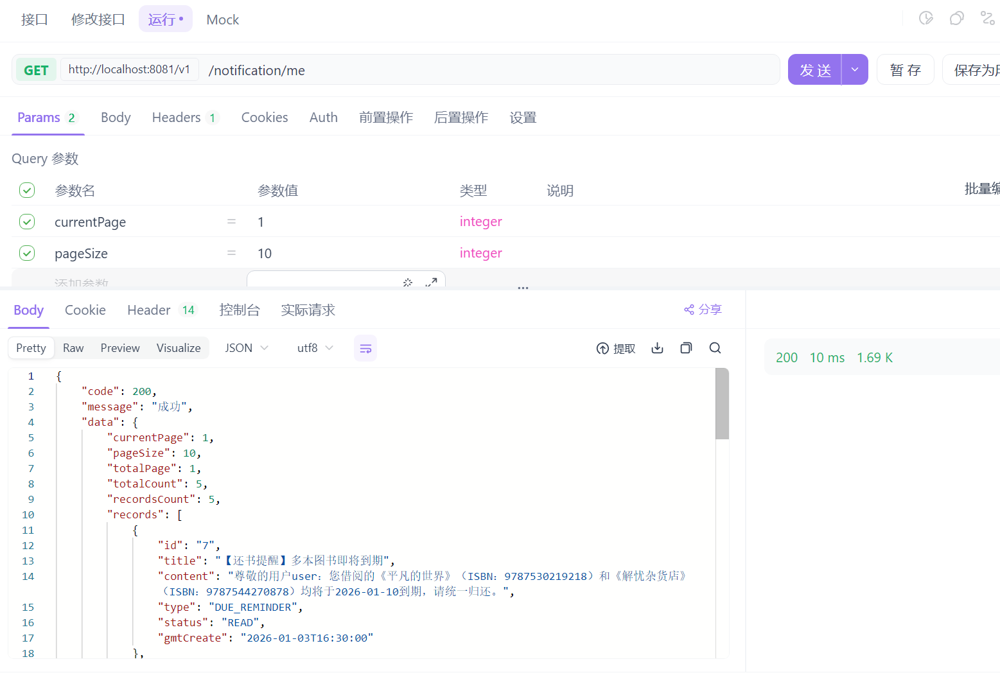 接口 修改接口 运行 Mock
GET http://localhost:8081/v1 /notification/me 发送 暂存 保存为
Params 2 Body Headers 1 Cookies Auth 前置操作 后置操作 设置
Query 参数
参数名 参数值 类型 说明 批量编
currentPage = 1 integer
pageSize = 10 integer
添加参数
Body Cookie Header 14 控制台 实际请求 分享
Pretty Raw Preview Visualize JSON utf8 提取
200 10 ms 1.69 K
1 {
2 "code": 200,
3 "message": "成功",
4 "data": {
5 "currentPage": 1,
6 "pageSize": 10,
7 "totalPage": 1,
8 "totalCount": 5,
9 "recordsCount": 5,
10 "records": [
11 {
12 "id": "7",
13 "title": "【还书提醒】多本图书即将到期",
14 "content": "尊敬的用户user：您借阅的《平凡的世界》（ISBN：9787530219218）和《解忧杂货店》
（ISBN：9787544270878）均将于2026-01-10到期，请统一归还。",
15 "type": "DUE_REMINDER",
16 "status": "READ",
17 "gmtCreate": "2026-01-03T16:30:00"
18 },